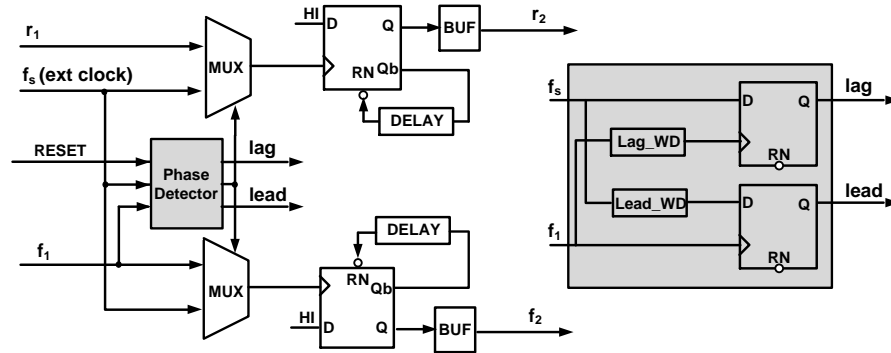 HI
D
Q
BUF
r2
r1
MUX
Qb
RN
fs (ext clock)
DELAY
RESET
Phase
Detector
lag
lead
f1
MUX
DELAY
RN
Qb
HI
D
Q
BUF
f2
fs
D
Q
lag
Lag_WD
RN
Lead_WD
D
Q
lead
f1
RN